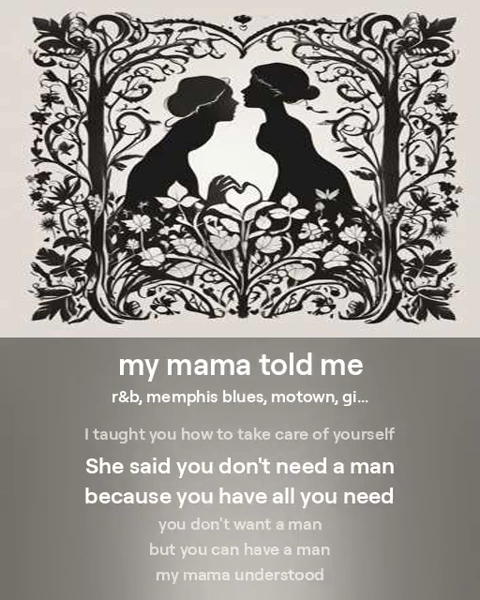 my mama told me
r&b, memphis blues, motown, gi...
I taught you how to take care of yourself
She said you don't need a man
because you have all you need
you don't want a man
but you can have a man
my mama understood